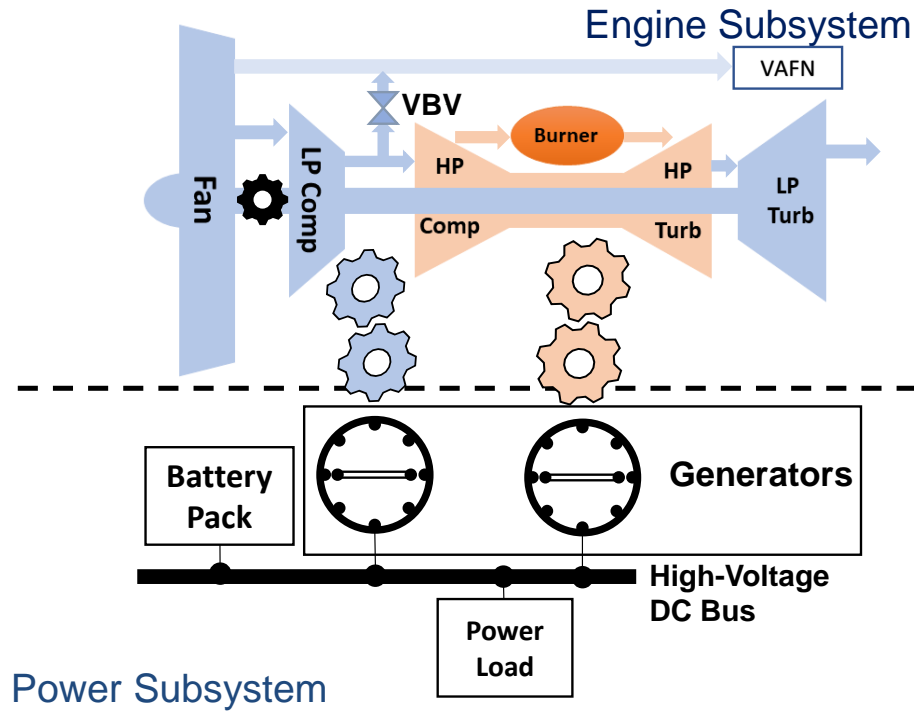 Engine Subsystem
VAFN
VBV
Burner
Fan
LP Comp
HP
Comp
HP
Turb
LP
Turb
Battery
Pack
Generators
High-Voltage
DC Bus
Power
Load
Power Subsystem